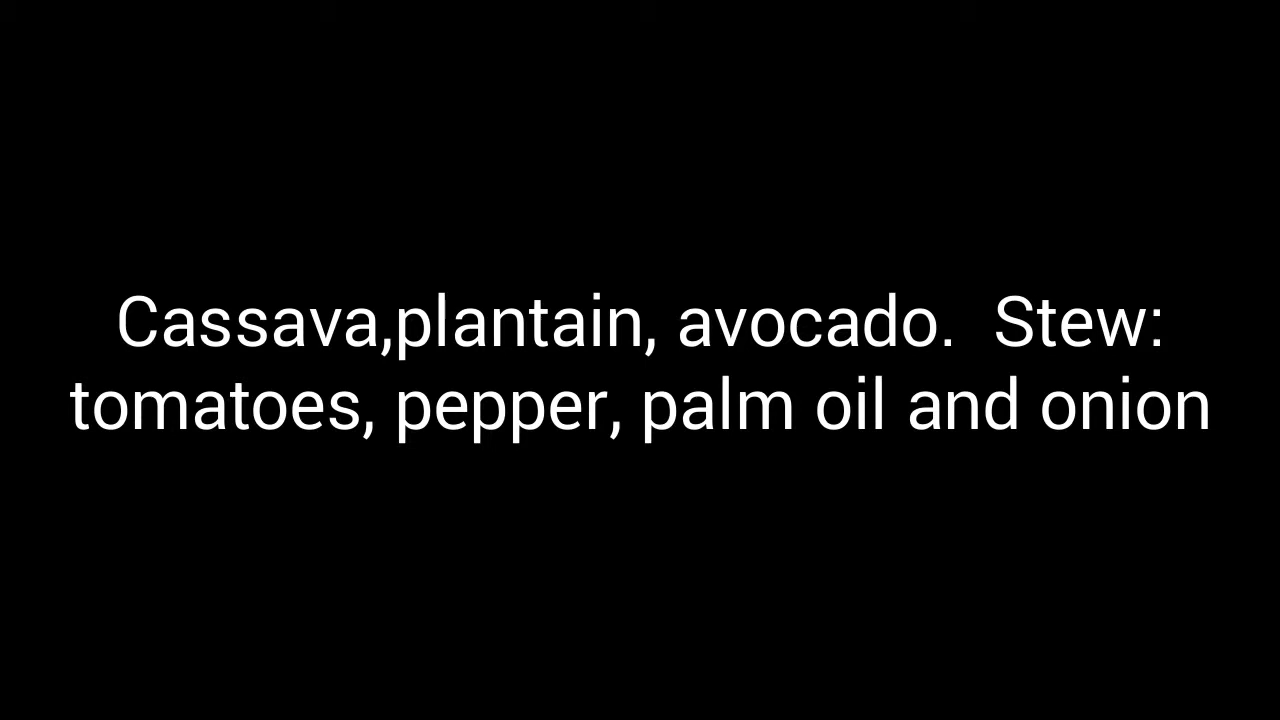 Cassava,plantain, avocado.  Stew:
tomatoes, pepper, palm oil and onion